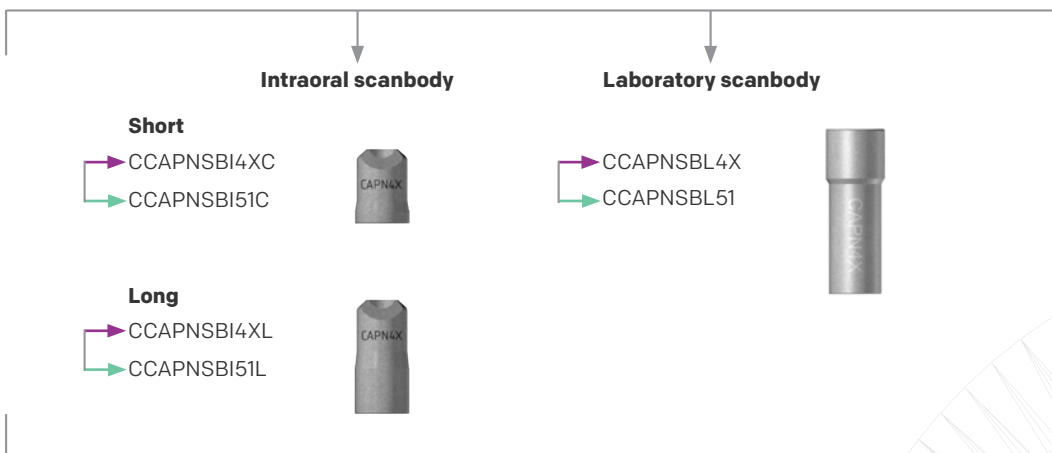 Intraoral scanbody
Short
CCAPNSBI4XC
CCAPNSBI51C
CAPN4X
Long
CCAPNSBI4XL
CCAPNSBI51L
CAPN4X
Laboratory scanbody
CCAPNSBL4X
CCAPNSBL51
CAPN4X